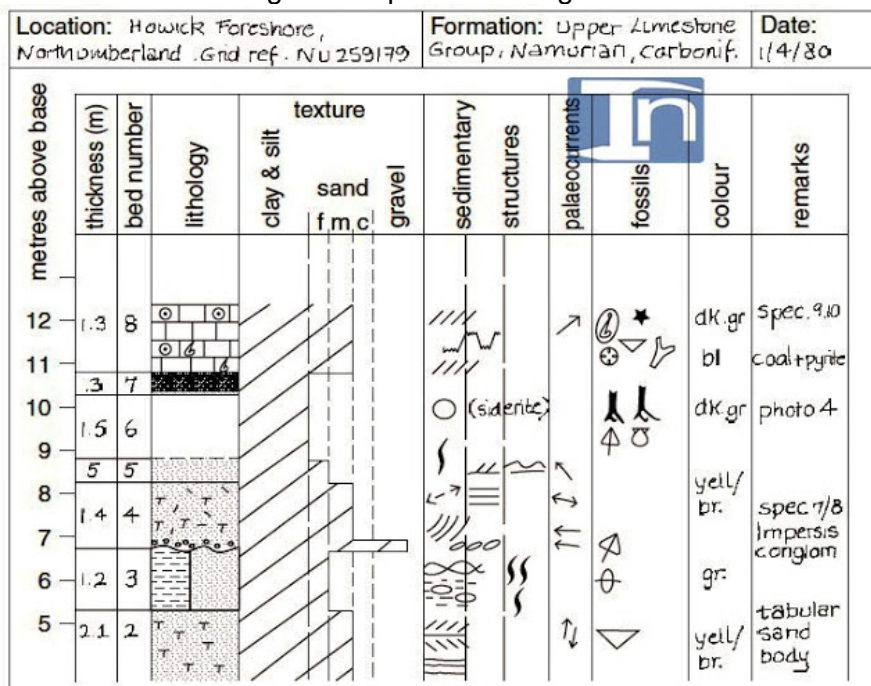 Location: Howick Foreshore,
Northumberland. Grid ref. NU259179
Formation: Upper Limestone
Group, Namurian, Carbonif.
Date:
1/4/80
metres above base
thickness (m)
bed number
lithology
texture
clay & silt
sand
f m c
gravel
sedimentary
structures
palaeocurrents
fossils
colour
remarks
Tn
12
1.3
8
dk.gr
spec. 9.10
11
.3
7
bl
coal+pyrite
10
1.5
6
(siderite)
dk.gr
photo 4
9
5
5
8
1.4
4
yell/
br.
spec 7/8
7
Impersis
conglom
6
1.2
3
gr.
5
2.1
2
yell/
br.
tabular
sand
body